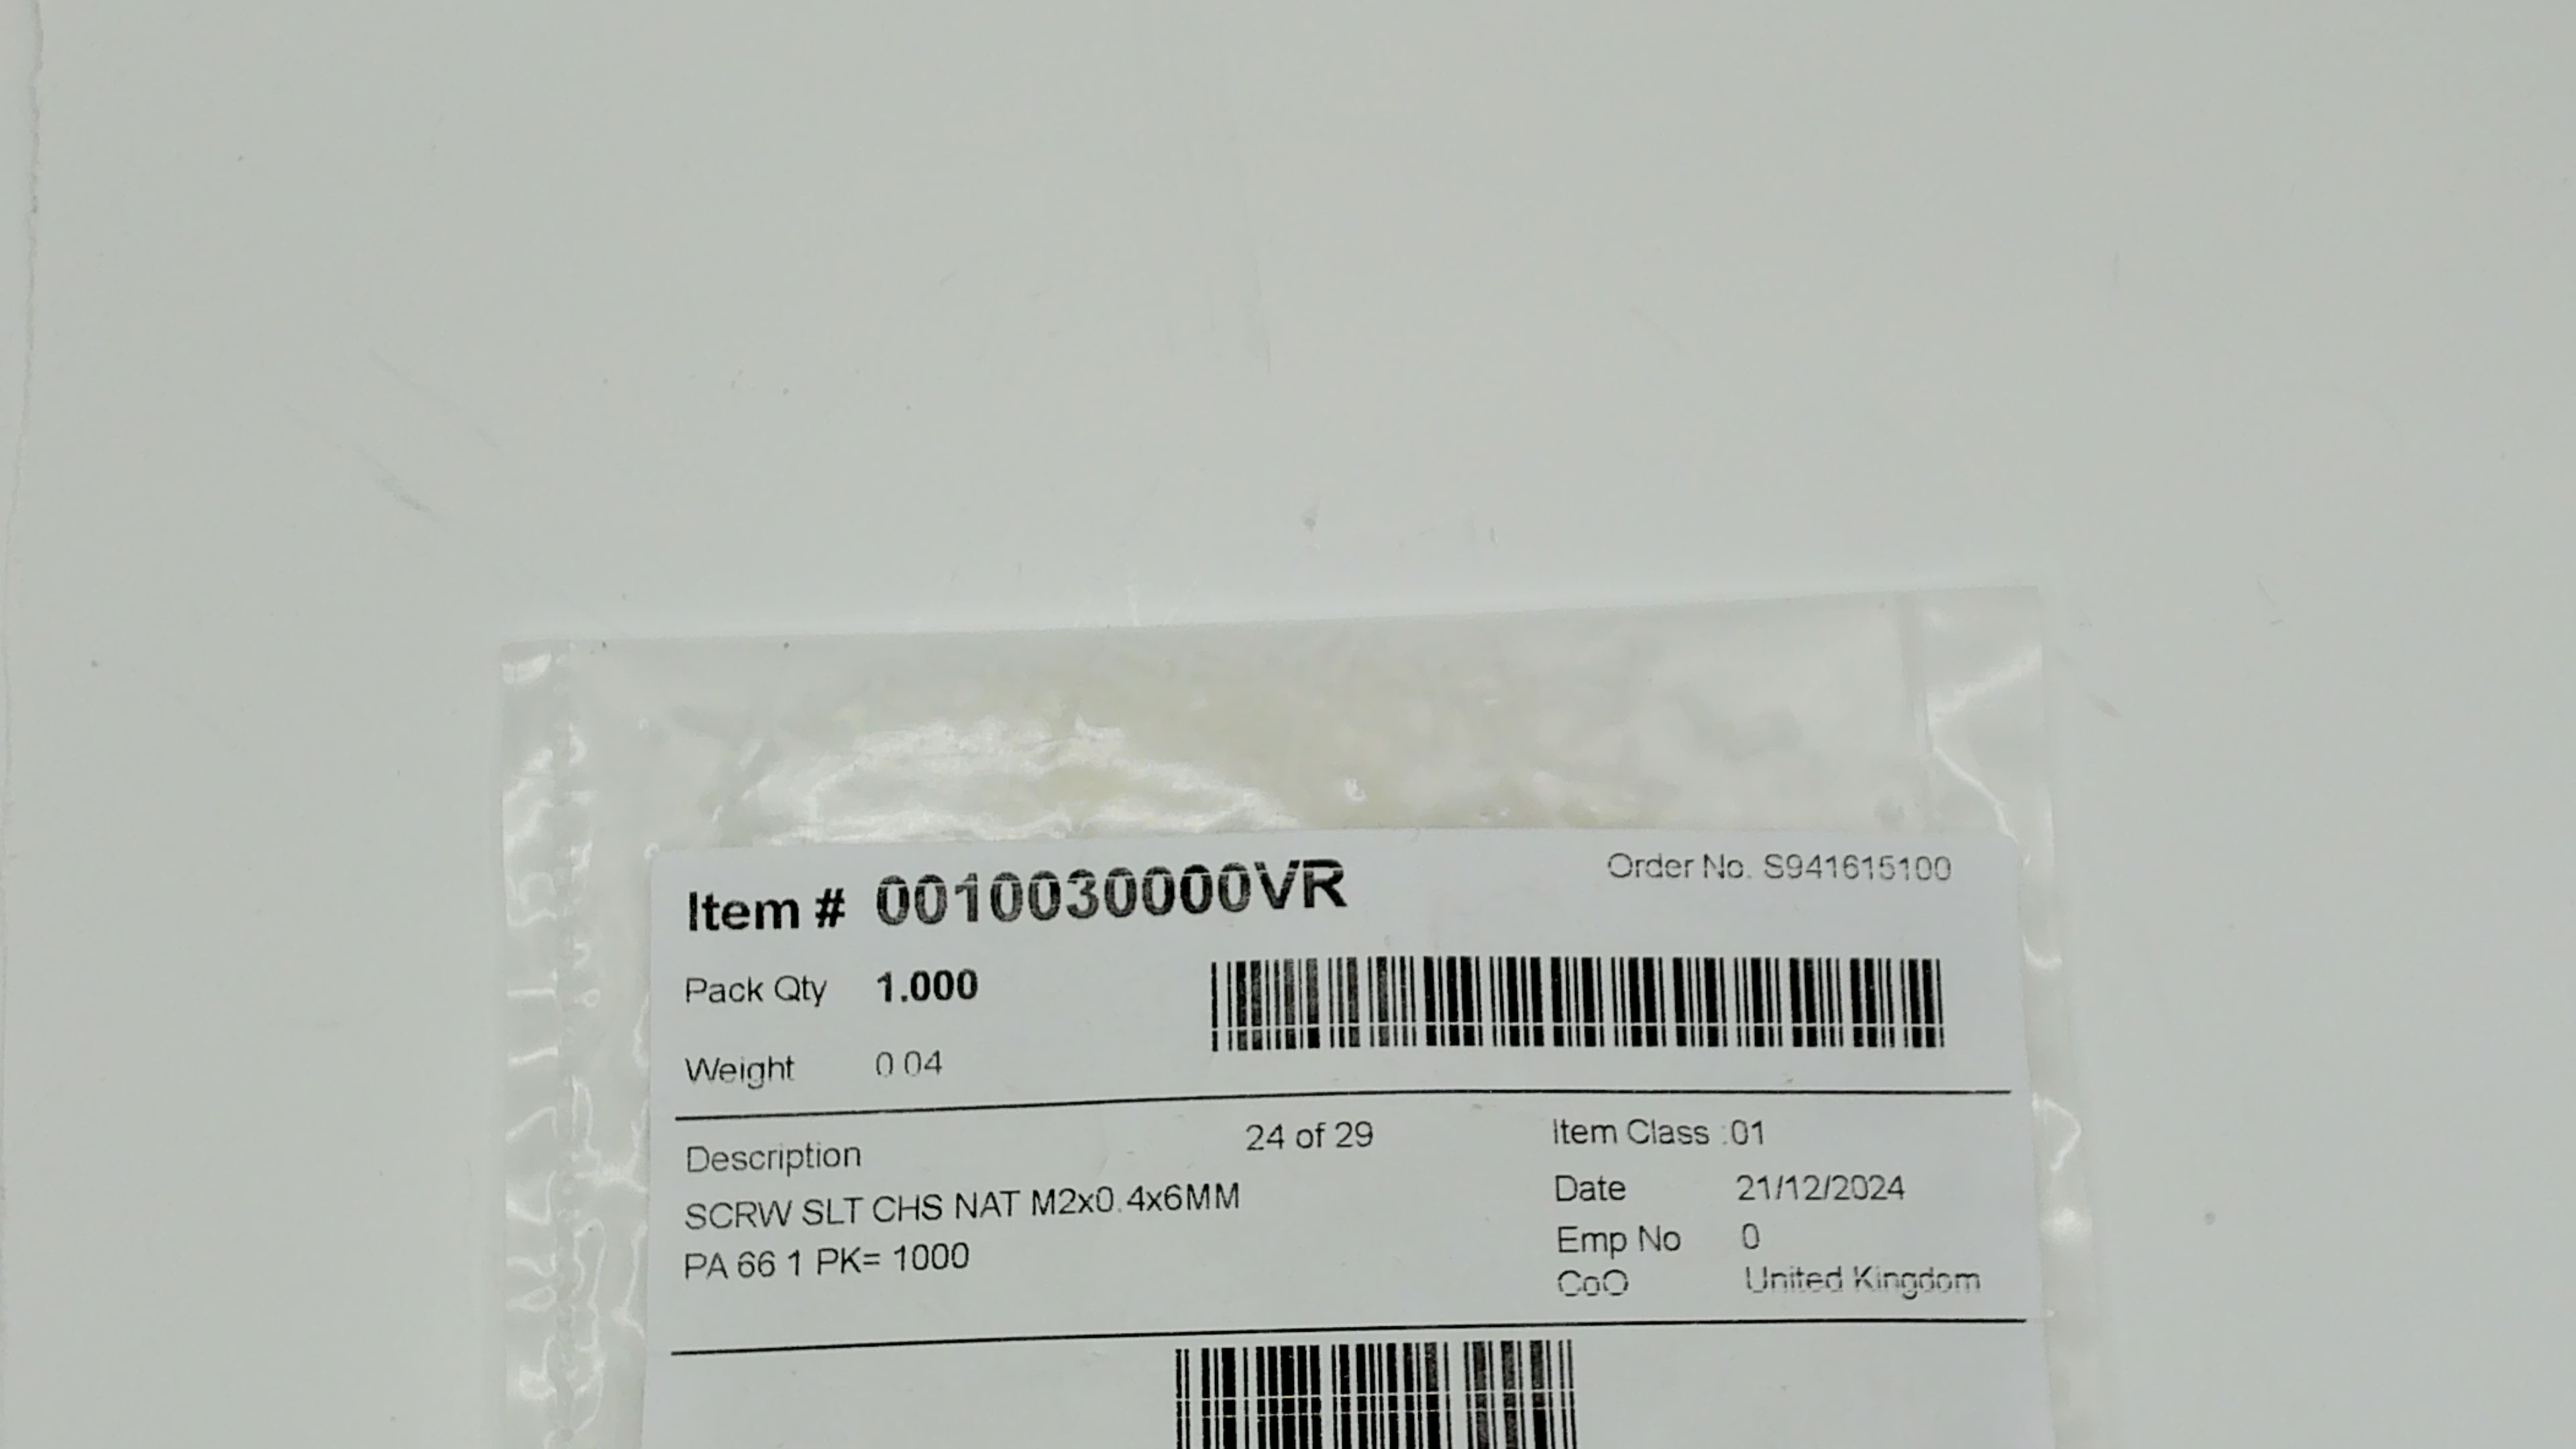 Item # 0010030000VR
Order No. S941615100
Pack Qty 1.000
Weight 0 04
Description
24 of 29
Item Class :01
SCRW SLT CHS NAT M2x0.4x6MM
Date 21/12/2024
PA 66 1 PK= 1000
Emp No 0
CoO United Kingdom